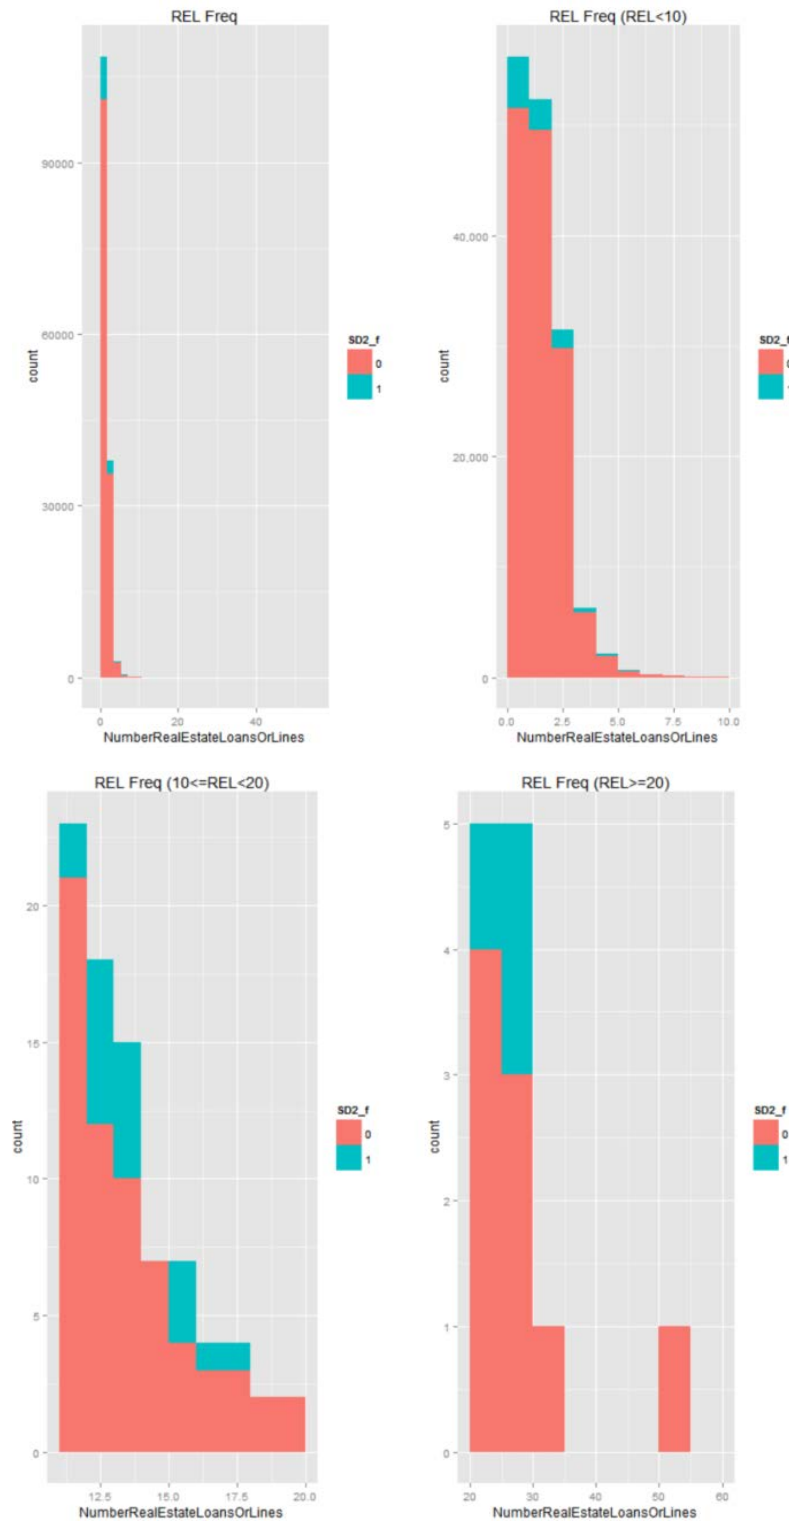 REL Freq
90000
60000
30000
0
count
0 20 40
NumberRealEstateLoansOrLines
SD2_f
0
1
REL Freq (REL<10)
40,000
20,000
0
count
0.0 2.5 5.0 7.5 10.0
NumberRealEstateLoansOrLines
SD2_f
REL Freq (10<=REL<20)
20
15
10
5
0
count
12.5 15.0 17.5 20.0
NumberRealEstateLoansOrLines
SD2_f
0
1
REL Freq (REL>=20)
5
4
3
2
1
0
count
20 30 40 50 60
NumberRealEstateLoansOrLines
SD2_f
0
1